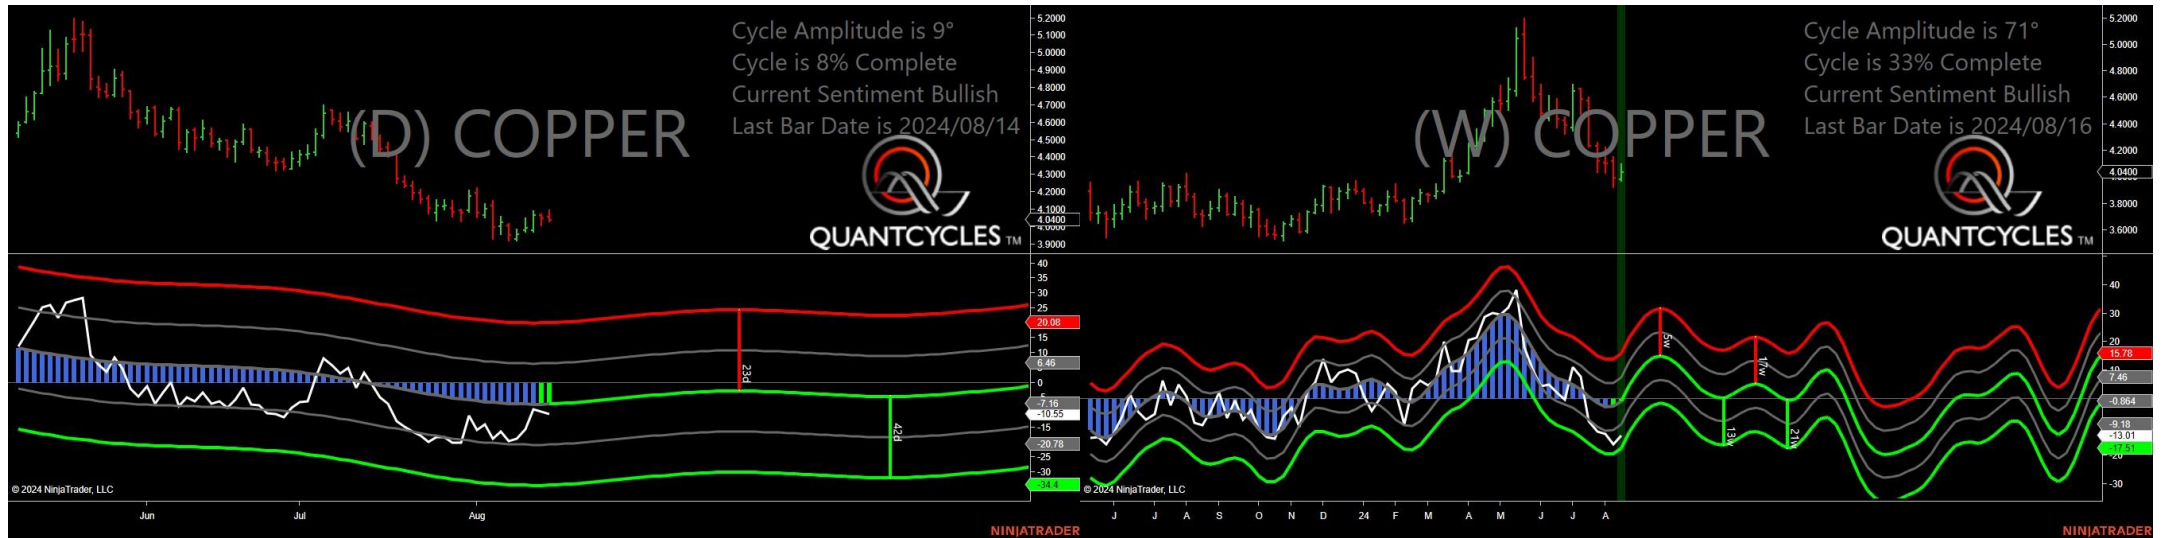 Cycle Amplitude is 9°
Cycle is 8% Complete
Current Sentiment Bullish
Last Bar Date is 2024/08/14
(D) COPPER
QUANTCYCLES TM
5.2000
5.1000
5.0000
4.9000
4.8000
4.7000
4.6000
4.5000
4.4000
4.3000
4.2000
4.1000
4.0400
4.0000
3.9000
40
35
30
25
20.08
15
10
6.46
0
-7.16
-10.55
-15
-20.78
-25
-30
-34.4
23d
42d
© 2024 NinjaTrader, LLC
Jun
Jul
Aug
NINJATRADER
Cycle Amplitude is 71°
Cycle is 33% Complete
Current Sentiment Bullish
Last Bar Date is 2024/08/16
(W) COPPER
QUANTCYCLES TM
5.2000
5.0000
4.8000
4.6000
4.4000
4.2000
4.0400
3.8000
3.6000
40
30
20
15.78
7.46
-0.864
-9.18
-13.01
-17.51
-20
-30
5w
13w
21w
© 2024 NinjaTrader, LLC
J
J
A
S
O
N
D
24
F
M
A
M
J
J
A
NINJATRADER